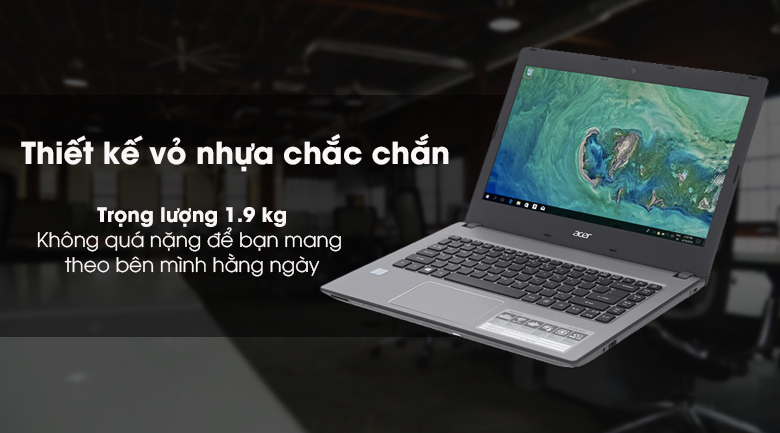 Thiết kế vỏ nhựa chắc chắn
Trọng lượng 1.9 kg
Không quá nặng để bạn mang
theo bên mình hằng ngày
acer